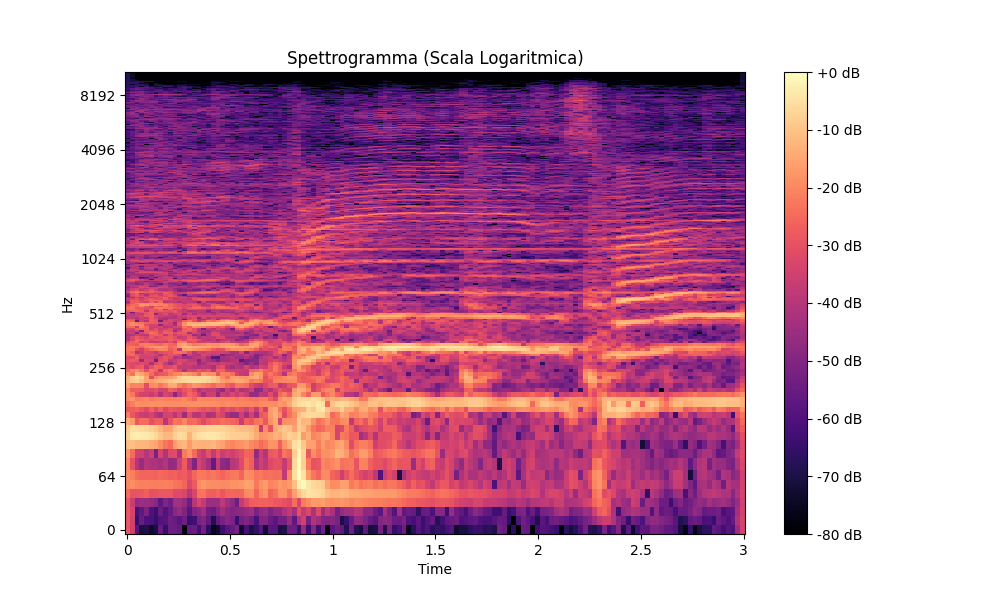 Spettrogramma (Scala Logaritmica)
8192
4096
2048
1024
512
256
128
64
0
Hz
0
0.5
1
1.5
2
2.5
3
Time
+0 dB
-10 dB
-20 dB
-30 dB
-40 dB
-50 dB
-60 dB
-70 dB
-80 dB